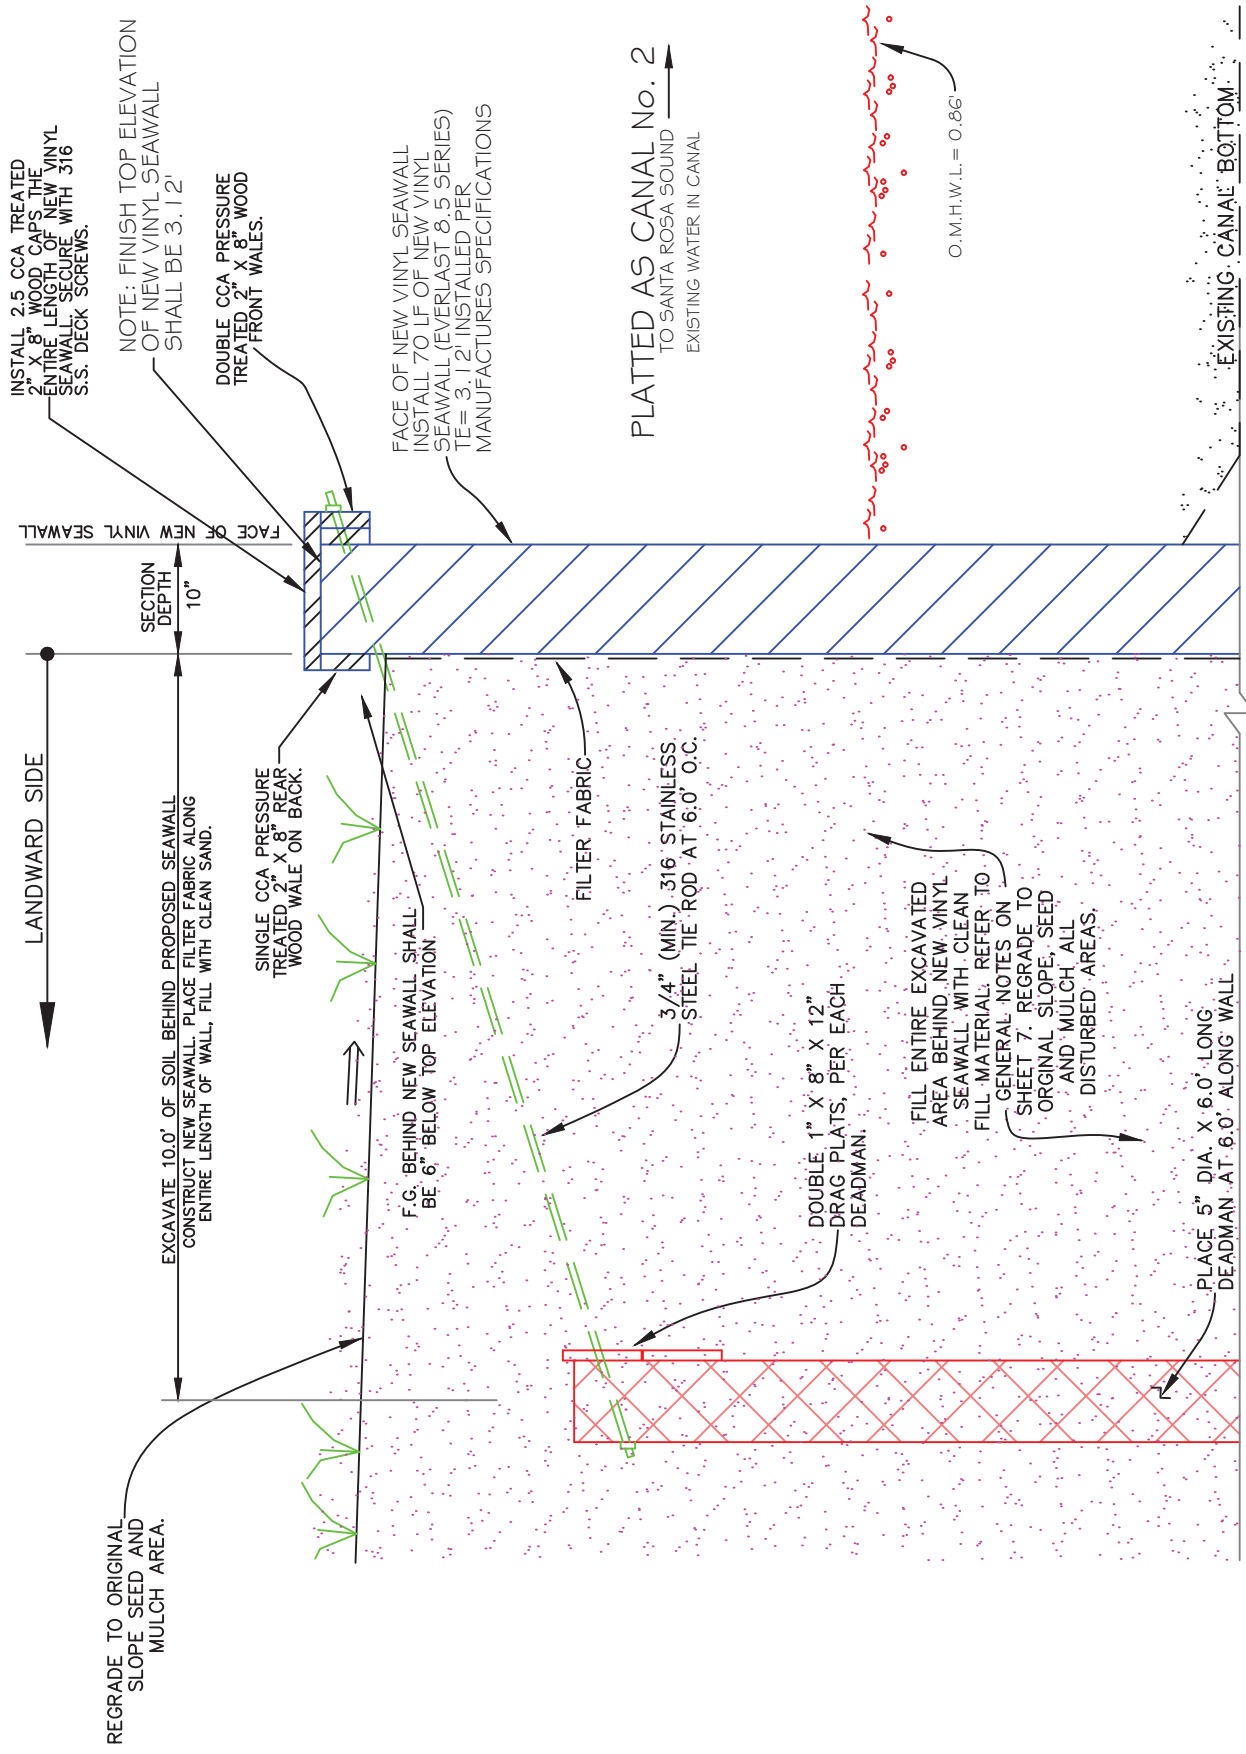 REGRADE TO ORIGINAL
SLOPE SEED AND
MULCH AREA.
LANDWARD SIDE
EXCAVATE 10.0' OF SOIL BEHIND PROPOSED SEAWALL
CONSTRUCT NEW SEAWALL. PLACE FILTER FABRIC ALONG
ENTIRE LENGTH OF WALL, FILL WITH CLEAN SAND.
SECTION
DEPTH
10"
FACE OF NEW VINYL SEAWALL
INSTALL 2.5 CCA TREATED
2" X 8" WOOD CAPS THE
ENTIRE LENGTH OF NEW VINYL
SEAWALL. SECURE WITH 316
S.S. DECK SCREWS.
NOTE: FINISH TOP ELEVATION
OF NEW VINYL SEAWALL
SHALL BE 3.12'
DOUBLE CCA PRESSURE
TREATED 2" X 8" WOOD
FRONT WALES.
SINGLE CCA PRESSURE
TREATED 2" X 8" REAR
WOOD WALE ON BACK.
F.G. BEHIND NEW SEAWALL SHALL
BE 6" BELOW TOP ELEVATION.
FACE OF NEW VINYL SEAWALL
INSTALL 70 LF OF NEW VINYL
SEAWALL (EVERLAST 8.5 SERIES)
TE= 3.12' INSTALLED PER
MANUFACTURES SPECIFICATIONS
FILTER FABRIC
3/4" (MIN.) 316 STAINLESS
STEEL TIE ROD AT 6.0' O.C.
PLATTED AS CANAL No. 2
TO SANTA ROSA SOUND
EXISTING WATER IN CANAL
DOUBLE 1" X 8" X 12"
DRAG PLATS, PER EACH
DEADMAN.
FILL ENTIRE EXCAVATED
AREA BEHIND NEW VINYL
SEAWALL WITH CLEAN
FILL MATERIAL. REFER TO
GENERAL NOTES ON
SHEET 7. REGRADE TO
ORGINAL SLOPE, SEED
AND MULCH ALL
DISTURBED AREAS.
O.M.H.W.L. = 0.86'
PLACE 5" DIA. X 6.0' LONG
DEADMAN AT 6.0' ALONG WALL
EXISTING CANAL BOTTOM